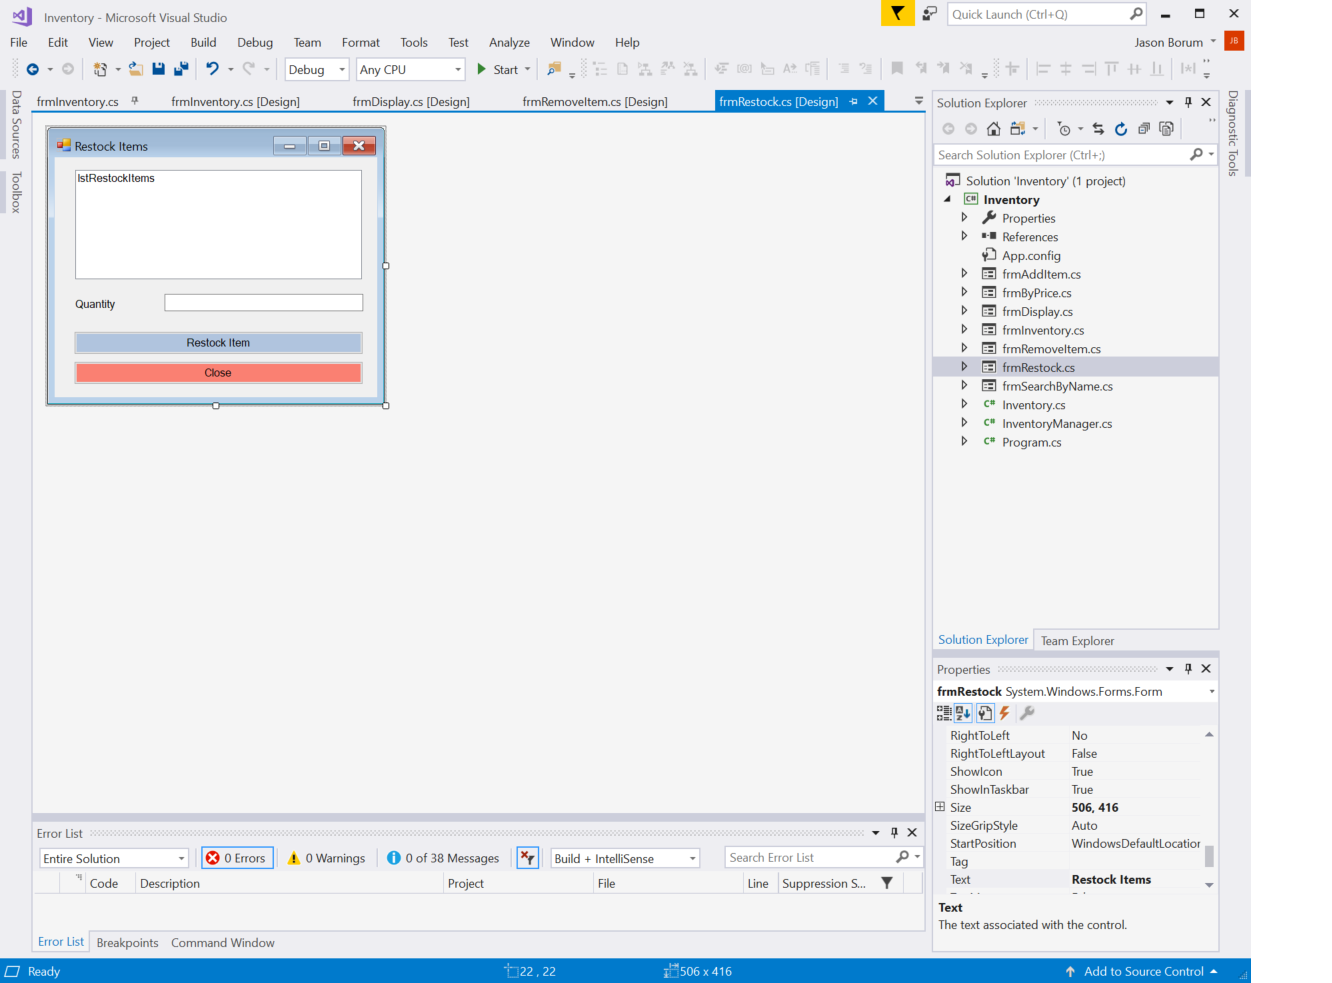 Inventory - Microsoft Visual Studio
Quick Launch (Ctrl+Q)
File Edit View Project Build Debug Team Format Tools Test Analyze Window Help
Jason Borum JB
Debug Any CPU Start
Data Sources
Toolbox
frmInventory.cs frmInventory.cs [Design] frmDisplay.cs [Design] frmRemoveItem.cs [Design] frmRestock.cs [Design]
Restock Items
lstRestockItems
Quantity
Restock Item
Close
Solution Explorer
Search Solution Explorer (Ctrl+;)
Solution 'Inventory' (1 project)
Inventory
Properties
References
App.config
frmAddItem.cs
frmByPrice.cs
frmDisplay.cs
frmInventory.cs
frmRemoveItem.cs
frmRestock.cs
frmSearchByName.cs
Inventory.cs
InventoryManager.cs
Program.cs
Solution Explorer Team Explorer
Diagnostic Tools
Properties
frmRestock System.Windows.Forms.Form
RightToLeft No
RightToLeftLayout False
ShowIcon True
ShowInTaskbar True
Size 506, 416
SizeGripStyle Auto
StartPosition WindowsDefaultLocation
Tag
Text Restock Items
Text
The text associated with the control.
Error List
Entire Solution 0 Errors 0 Warnings 0 of 38 Messages Build + IntelliSense Search Error List
Code Description Project File Line Suppression S...
Error List Breakpoints Command Window
Ready 22 , 22 506 x 416 Add to Source Control